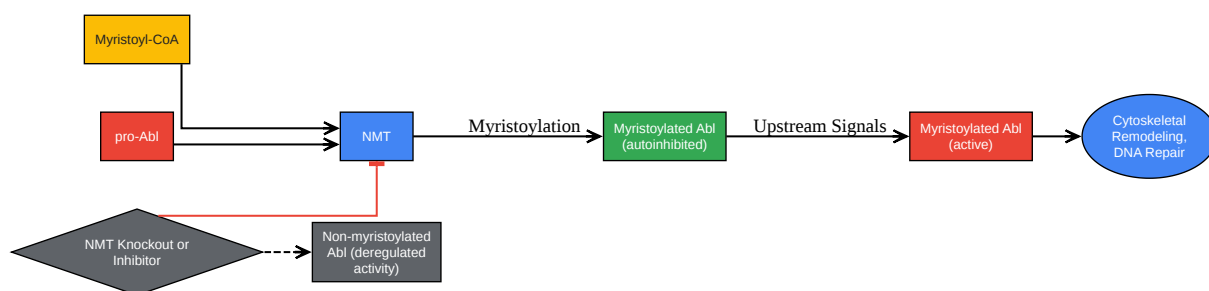 Myristoyl-CoA
pro-Abl
NMT
Myristoylation
Myristoylated Abl
(autoinhibited)
Upstream Signals
Myristoylated Abl
(active)
Cytoskeletal
Remodeling,
DNA Repair
NMT Knockout or
Inhibitor
Non-myristoylated
Abl (deregulated
activity)